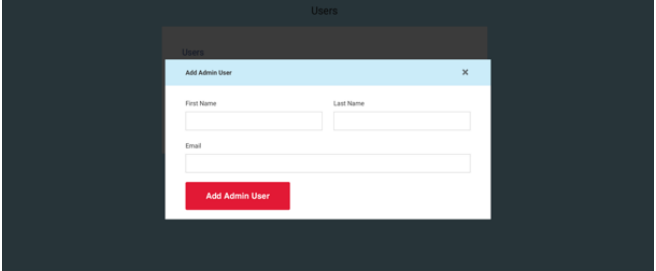 Users
Users
Add Admin User ×
First Name Last Name
Email
Add Admin User